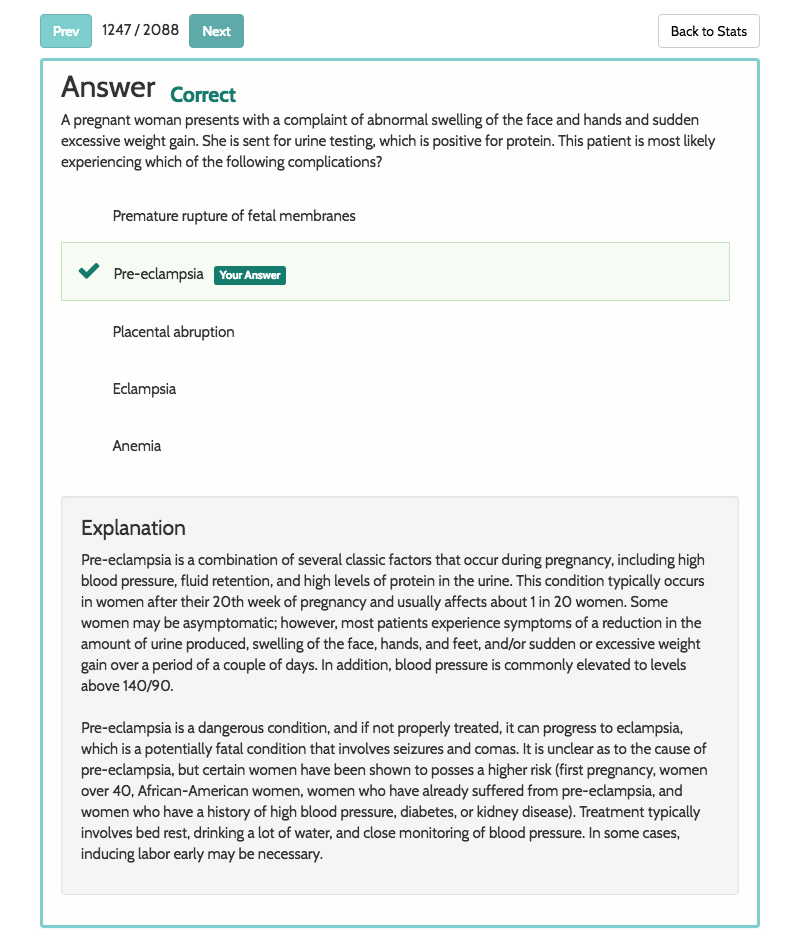 Prev 1247 / 2088 Next Back to Stats
Answer Correct
A pregnant woman presents with a complaint of abnormal swelling of the face and hands and sudden
excessive weight gain. She is sent for urine testing, which is positive for protein. This patient is most likely
experiencing which of the following complications?
Premature rupture of fetal membranes
Pre-eclampsia Your Answer
Placental abruption
Eclampsia
Anemia
Explanation
Pre-eclampsia is a combination of several classic factors that occur during pregnancy, including high
blood pressure, fluid retention, and high levels of protein in the urine. This condition typically occurs
in women after their 20th week of pregnancy and usually affects about 1 in 20 women. Some
women may be asymptomatic; however, most patients experience symptoms of a reduction in the
amount of urine produced, swelling of the face, hands, and feet, and/or sudden or excessive weight
gain over a period of a couple of days. In addition, blood pressure is commonly elevated to levels
above 140/90.
Pre-eclampsia is a dangerous condition, and if not properly treated, it can progress to eclampsia,
which is a potentially fatal condition that involves seizures and comas. It is unclear as to the cause of
pre-eclampsia, but certain women have been shown to posses a higher risk (first pregnancy, women
over 40, African-American women, women who have already suffered from pre-eclampsia, and
women who have a history of high blood pressure, diabetes, or kidney disease). Treatment typically
involves bed rest, drinking a lot of water, and close monitoring of blood pressure. In some cases,
inducing labor early may be necessary.